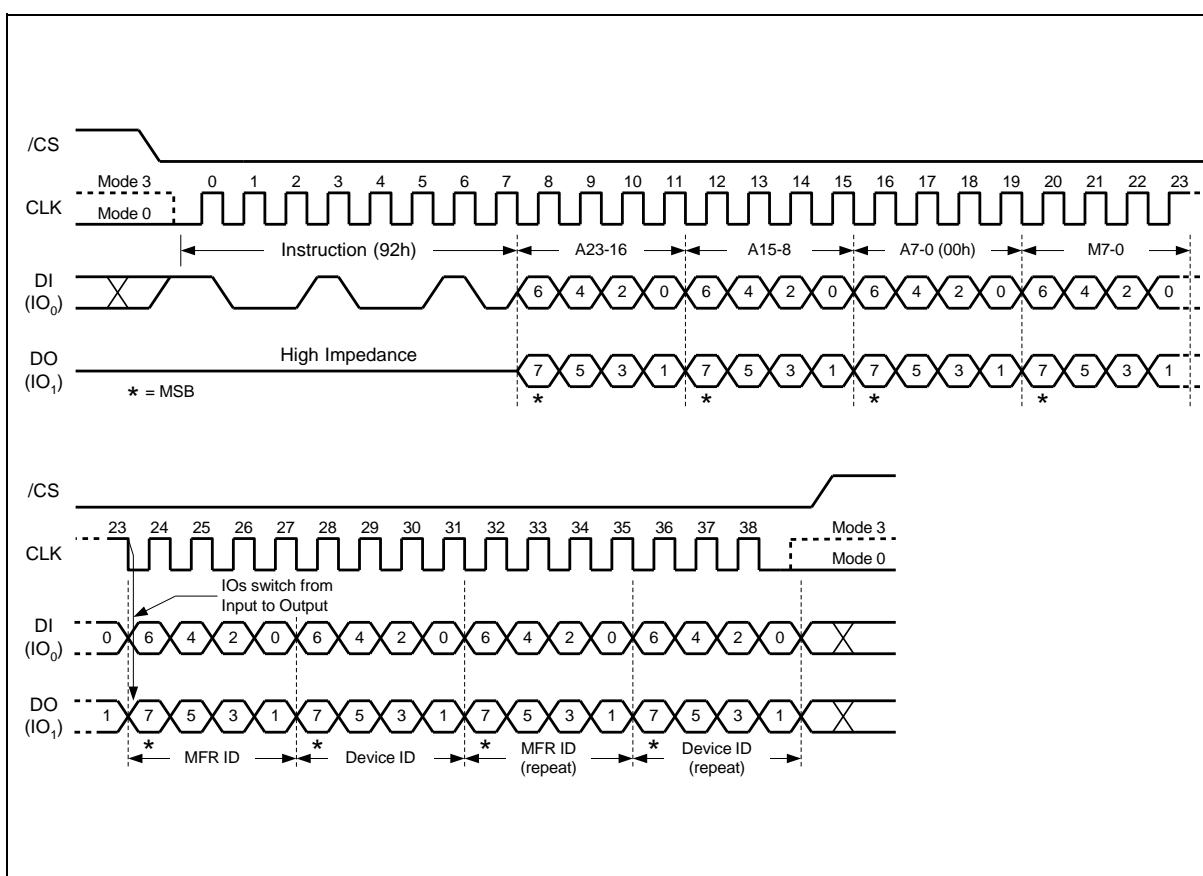 /CS
Mode 3 0 1 2 3 4 5 6 7 8 9 10 11 12 13 14 15 16 17 18 19 20 21 22 23
CLK
Mode 0
Instruction (92h) A23-16 A15-8 A7-0 (00h) M7-0
DI
(IO0) 6 4 2 0 6 4 2 0 6 4 2 0 6 4 2 0
High Impedance
DO
(IO1) 7 5 3 1 7 5 3 1 7 5 3 1 7 5 3 1
* = MSB * * * *
/CS
23 24 25 26 27 28 29 30 31 32 33 34 35 36 37 38 Mode 3
CLK
Mode 0
IOs switch from
Input to Output
DI
(IO0) 0 6 4 2 0 6 4 2 0 6 4 2 0 6 4 2 0
DO
(IO1) 1 7 5 3 1 7 5 3 1 7 5 3 1 7 5 3 1
* * * *
MFR ID Device ID MFR ID
(repeat) Device ID
(repeat)